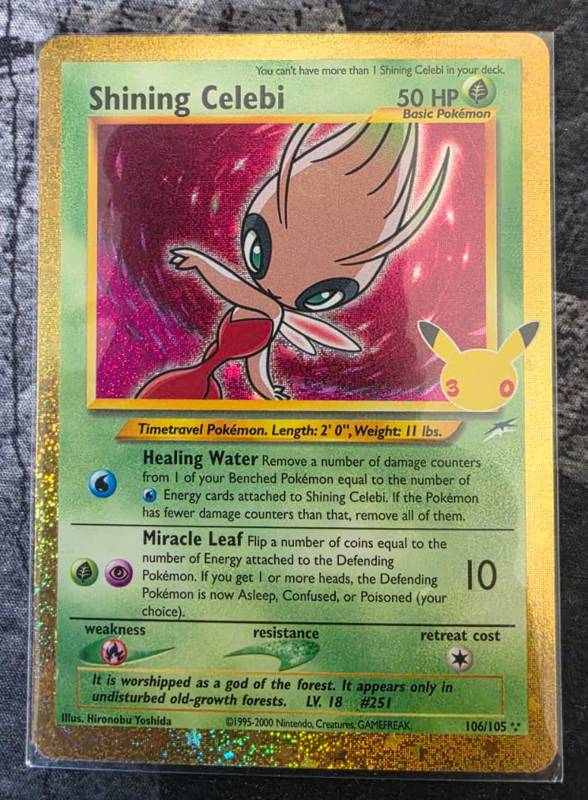 You can't have more than 1 Shining Celebi in your deck.
Shining Celebi 50 HP
Basic Pokémon
30
Timetravel Pokémon. Length: 2' 0", Weight: 11 lbs.
Healing Water Remove a number of damage counters
from 1 of your Benched Pokémon equal to the number of
Energy cards attached to Shining Celebi. If the Pokémon
has fewer damage counters than that, remove all of them.
Miracle Leaf Flip a number of coins equal to the
number of Energy attached to the Defending
Pokémon. If you get 1 or more heads, the Defending
Pokémon is now Asleep, Confused, or Poisoned (your
choice).
10
weakness resistance retreat cost
It is worshipped as a god of the forest. It appears only in
undisturbed old-growth forests. LV. 18 #251
Illus. Hironobu Yoshida ©1995-2000 Nintendo, Creatures, GAMEFREAK. 106/105